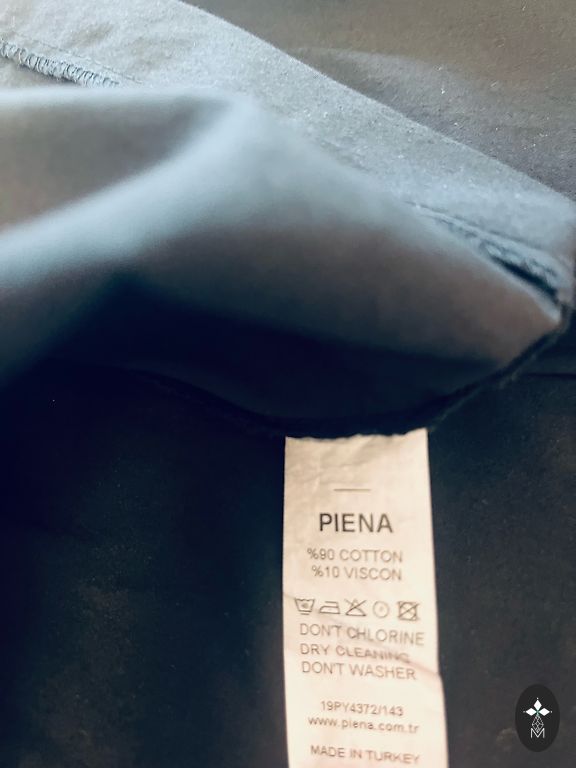 PIENA
%90 COTTON
%10 VISCON
DON'T CHLORINE
DRY CLEANING
DON'T WASHER
19PY4372/143
www.piena.com.tr
MADE IN TURKEY